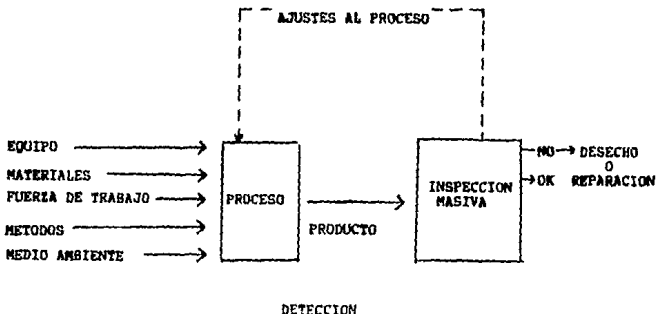 AJUSTES AL PROCESO
EQUIPO
MATERIALES
FUERZA DE TRABAJO
METODOS
MEDIO AMBIENTE
PROCESO
PRODUCTO
INSPECCION
MASIVA
NO DESECHO
O
OK REPARACION
DETECCION